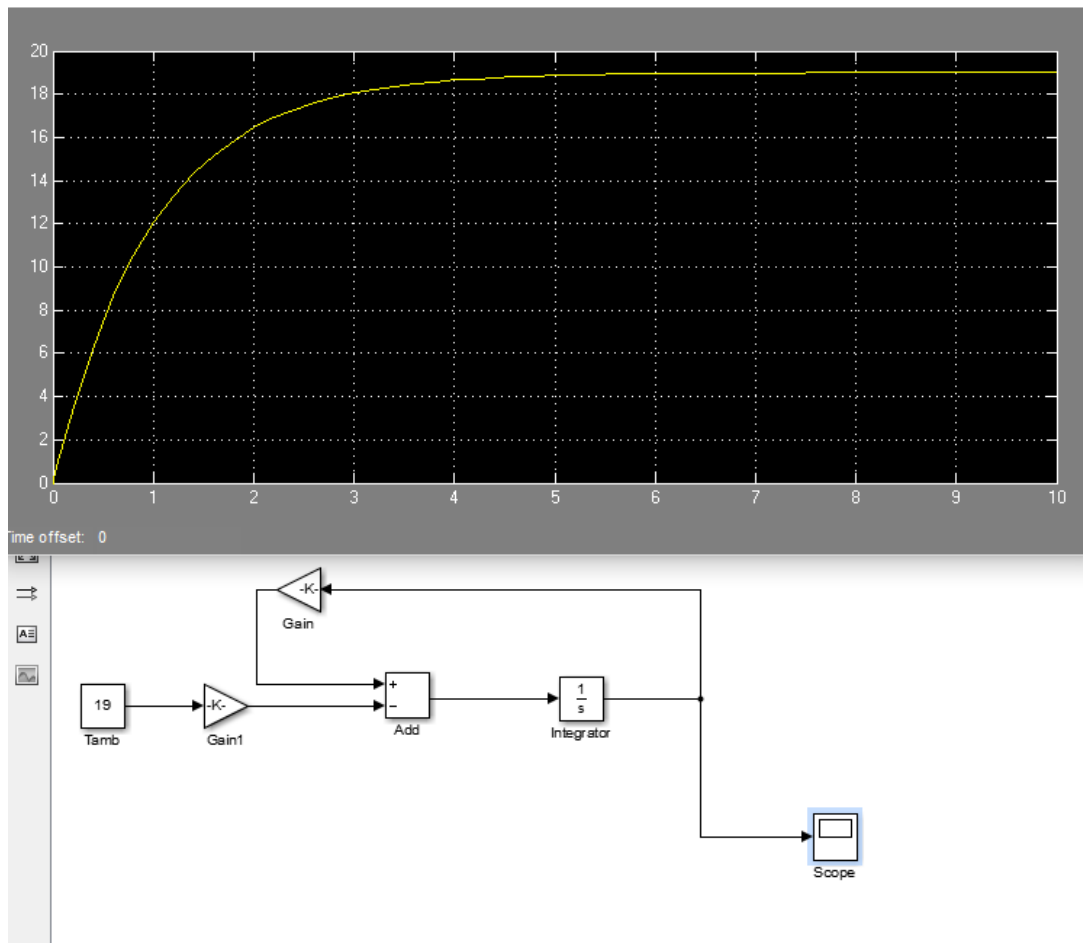 20
18
16
14
12
10
8
6
4
2
0
0 1 2 3 4 5 6 7 8 9 10
Time offset: 0
-K-
Gain
19
Tamb
-K-
Gain1
+
−
Add
1
s
Integrator
Scope
A